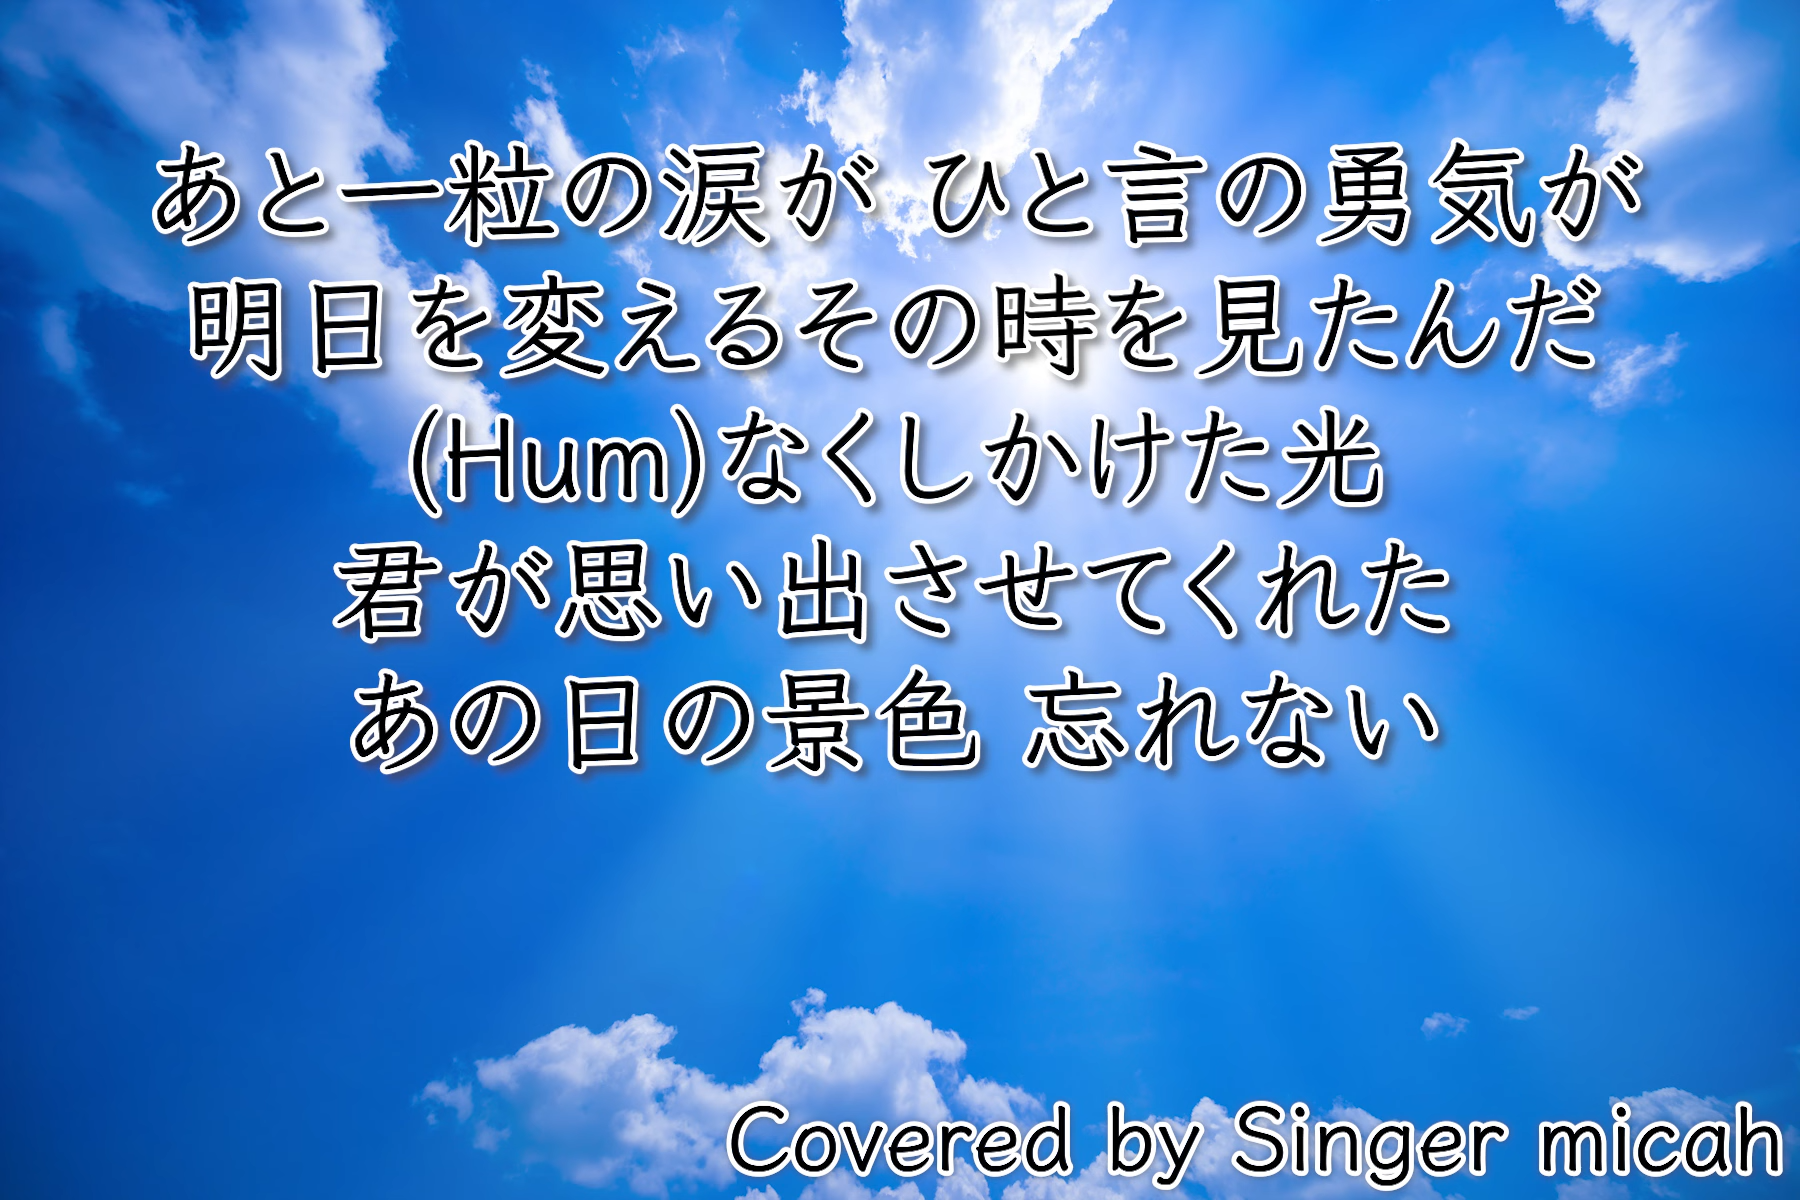 あと一粒の涙が ひと言の勇気が
明日を変えるその時を見たんだ
(Hum)なくしかけた光
君が思い出させてくれた
あの日の景色 忘れない
Covered by Singer micah